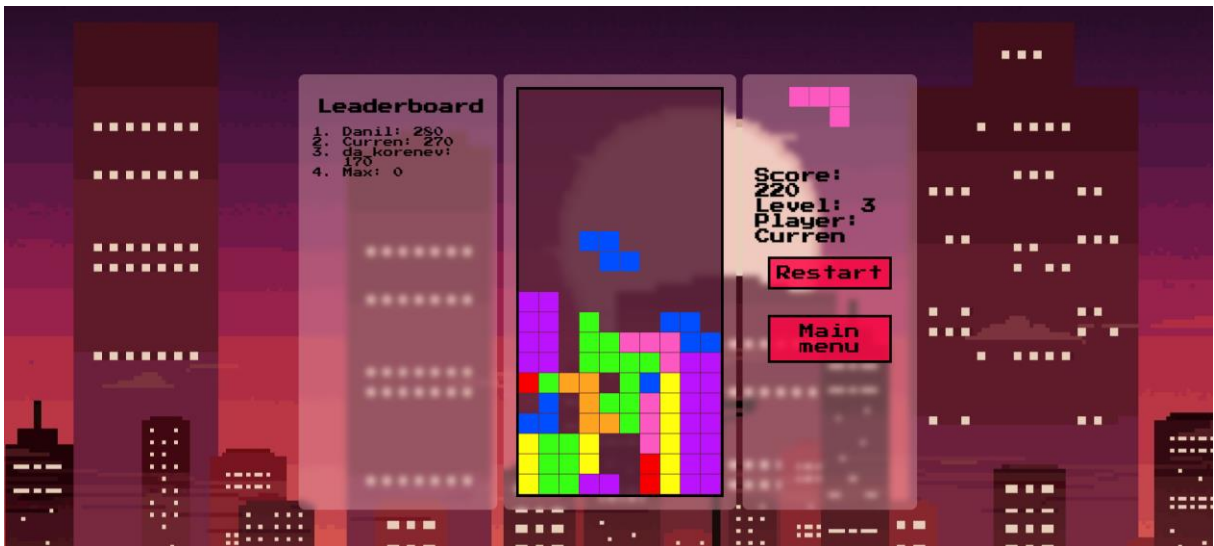 Leaderboard
1. Danil: 280
2. Curren: 270
3. da_korenev:
170
4. Max: 0
Score:
220
Level: 3
Player:
Curren
Restart
Main
menu